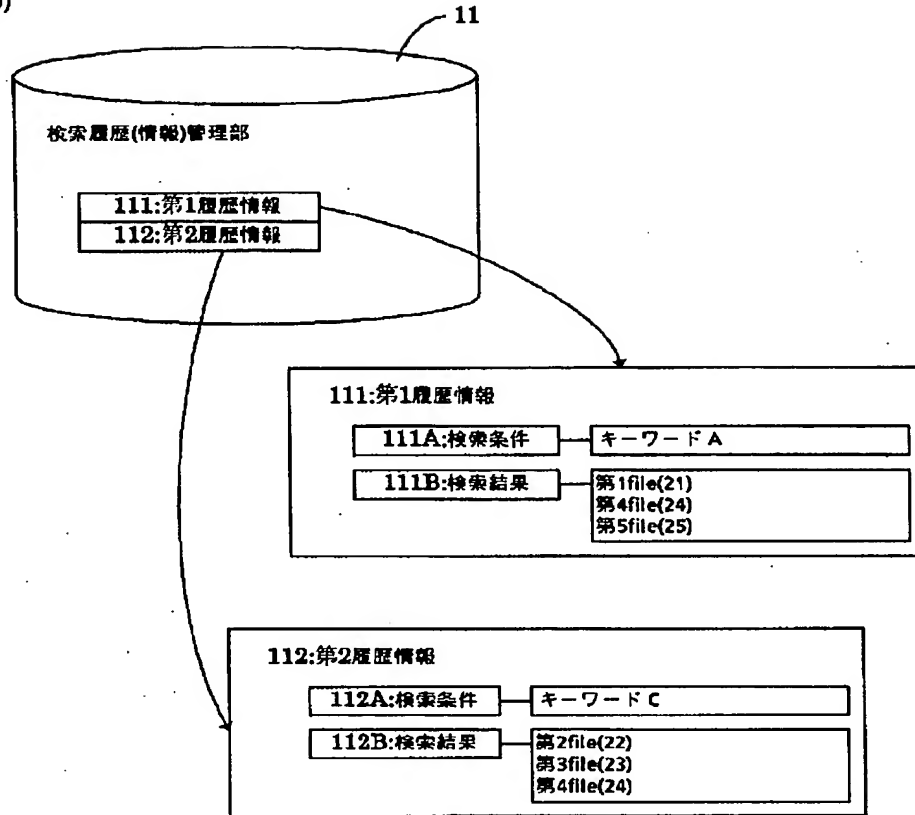 11
検索履歴(情報)管理部
111:第1履歴情報
112:第2履歴情報
111:第1履歴情報
111A:検索条件
キーワードA
111B:検索結果
第1file(21)
第4file(24)
第5file(25)
112:第2履歴情報
112A:検索条件
キーワードC
112B:検索結果
第2file(22)
第3file(23)
第4file(24)